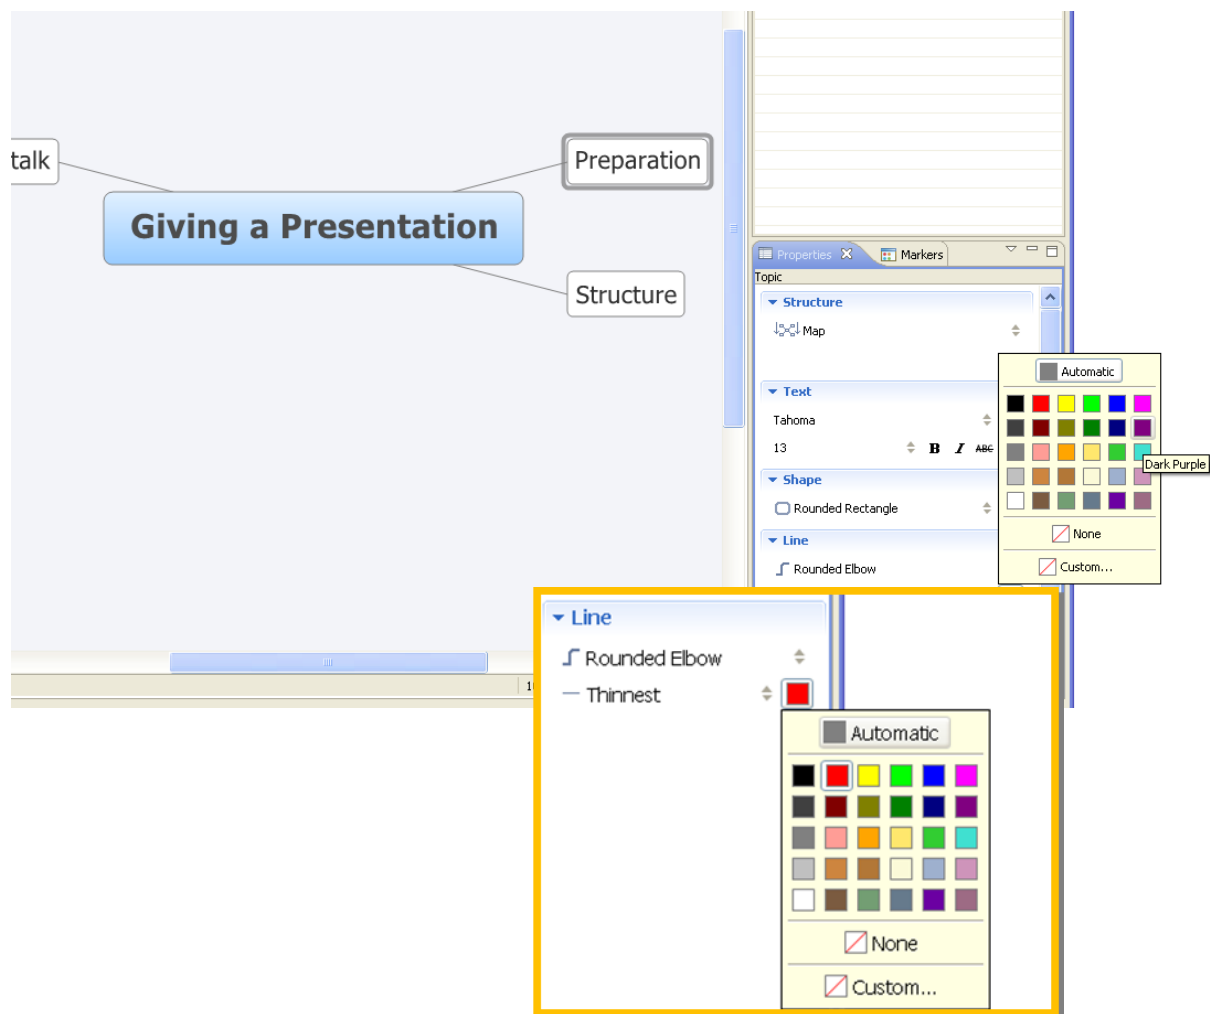 talk
Giving a Presentation
Preparation
Structure
Properties
Markers
Topic
Structure
Map
Text
Tahoma
13
B I ABC
Shape
Rounded Rectangle
Line
Rounded Elbow
Automatic
Dark Purple
None
Custom...
Line
Rounded Elbow
Thinnest
Automatic
None
Custom...